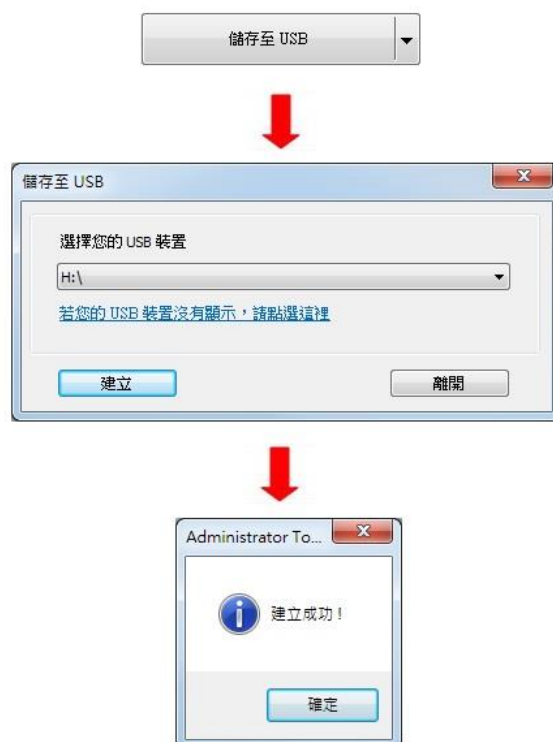 儲存至 USB
儲存至 USB
選擇您的 USB 裝置
H:\
若您的 USB 裝置沒有顯示，請點選這裡
建立
離開
Administrator To...
建立成功！
確定